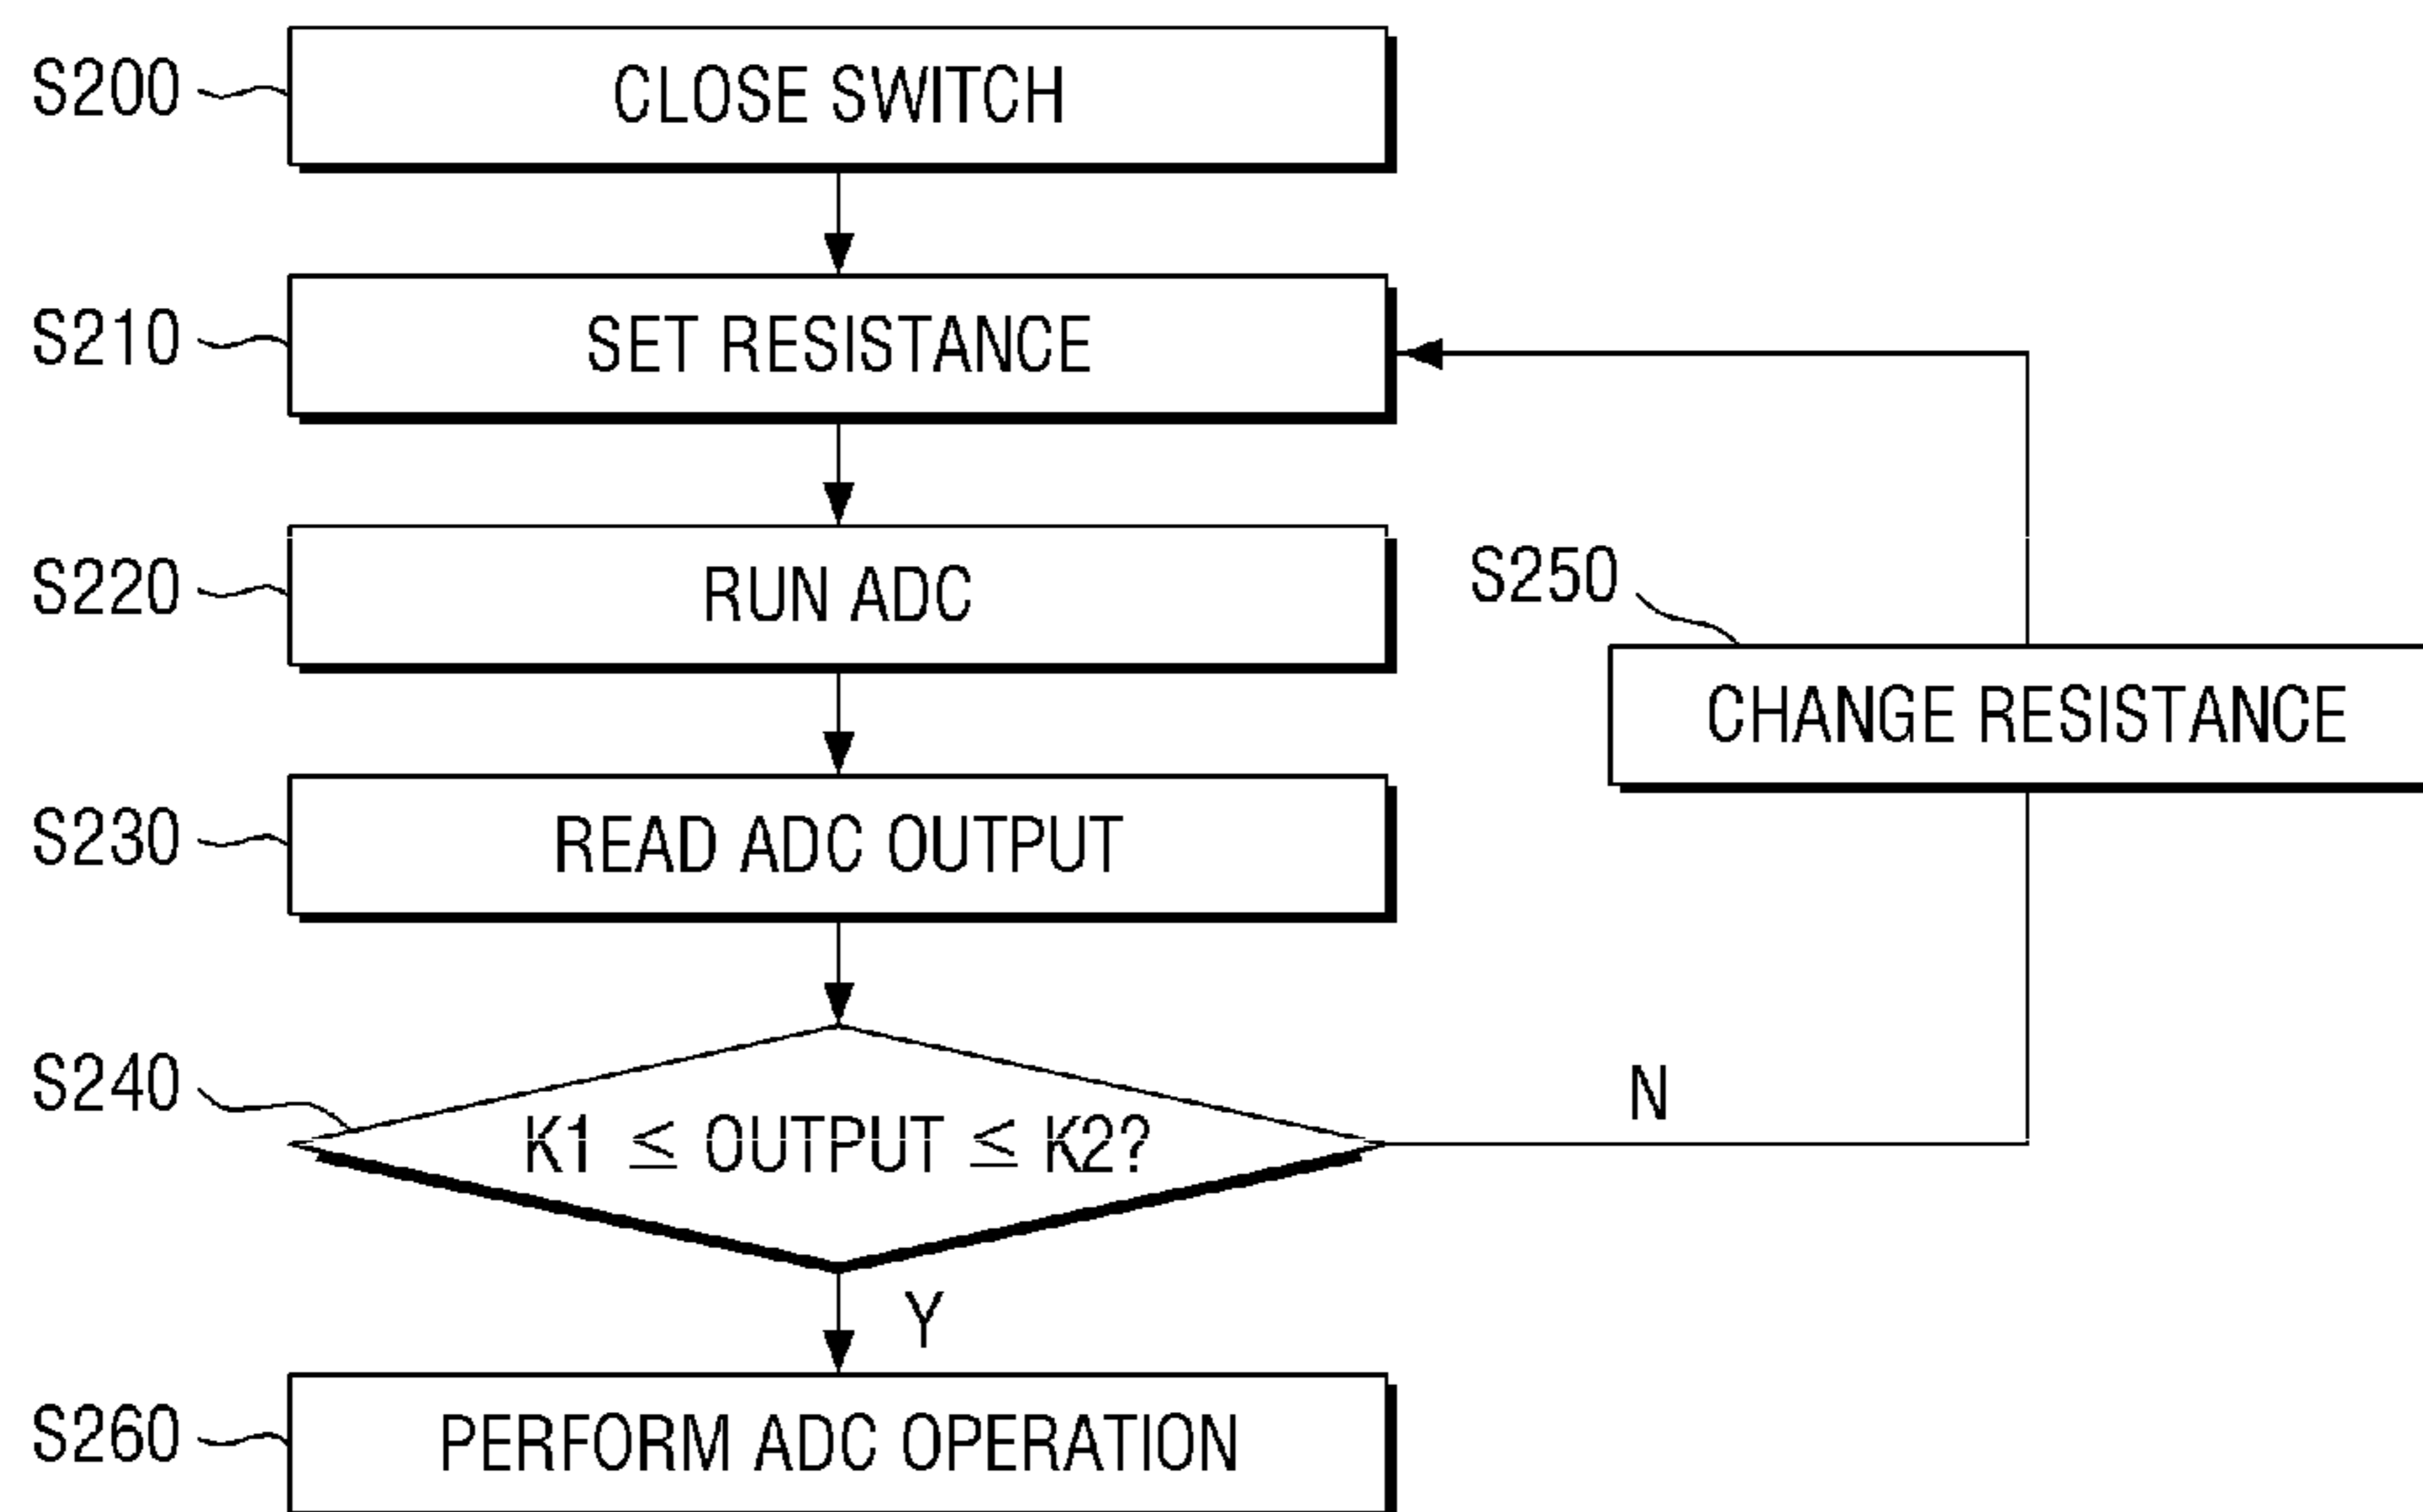 S200
CLOSE SWITCH
S210
SET RESISTANCE
S220
RUN ADC
S250
CHANGE RESISTANCE
S230
READ ADC OUTPUT
S240
K1 ≤ OUTPUT ≤ K2?
N
Y
S260
PERFORM ADC OPERATION